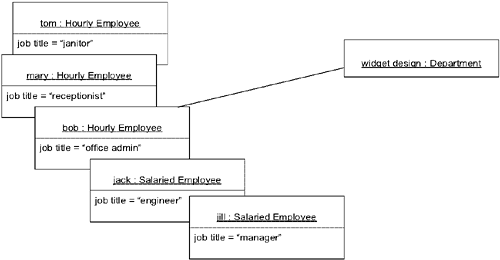 tom : Hourly Employee
job title = "janitor"
mary : Hourly Employee
job title = "receptionist"
bob : Hourly Employee
job title = "office admin"
jack : Salaried Employee
job title = "engineer"
jill : Salaried Employee
job title = "manager"
widget design : Department